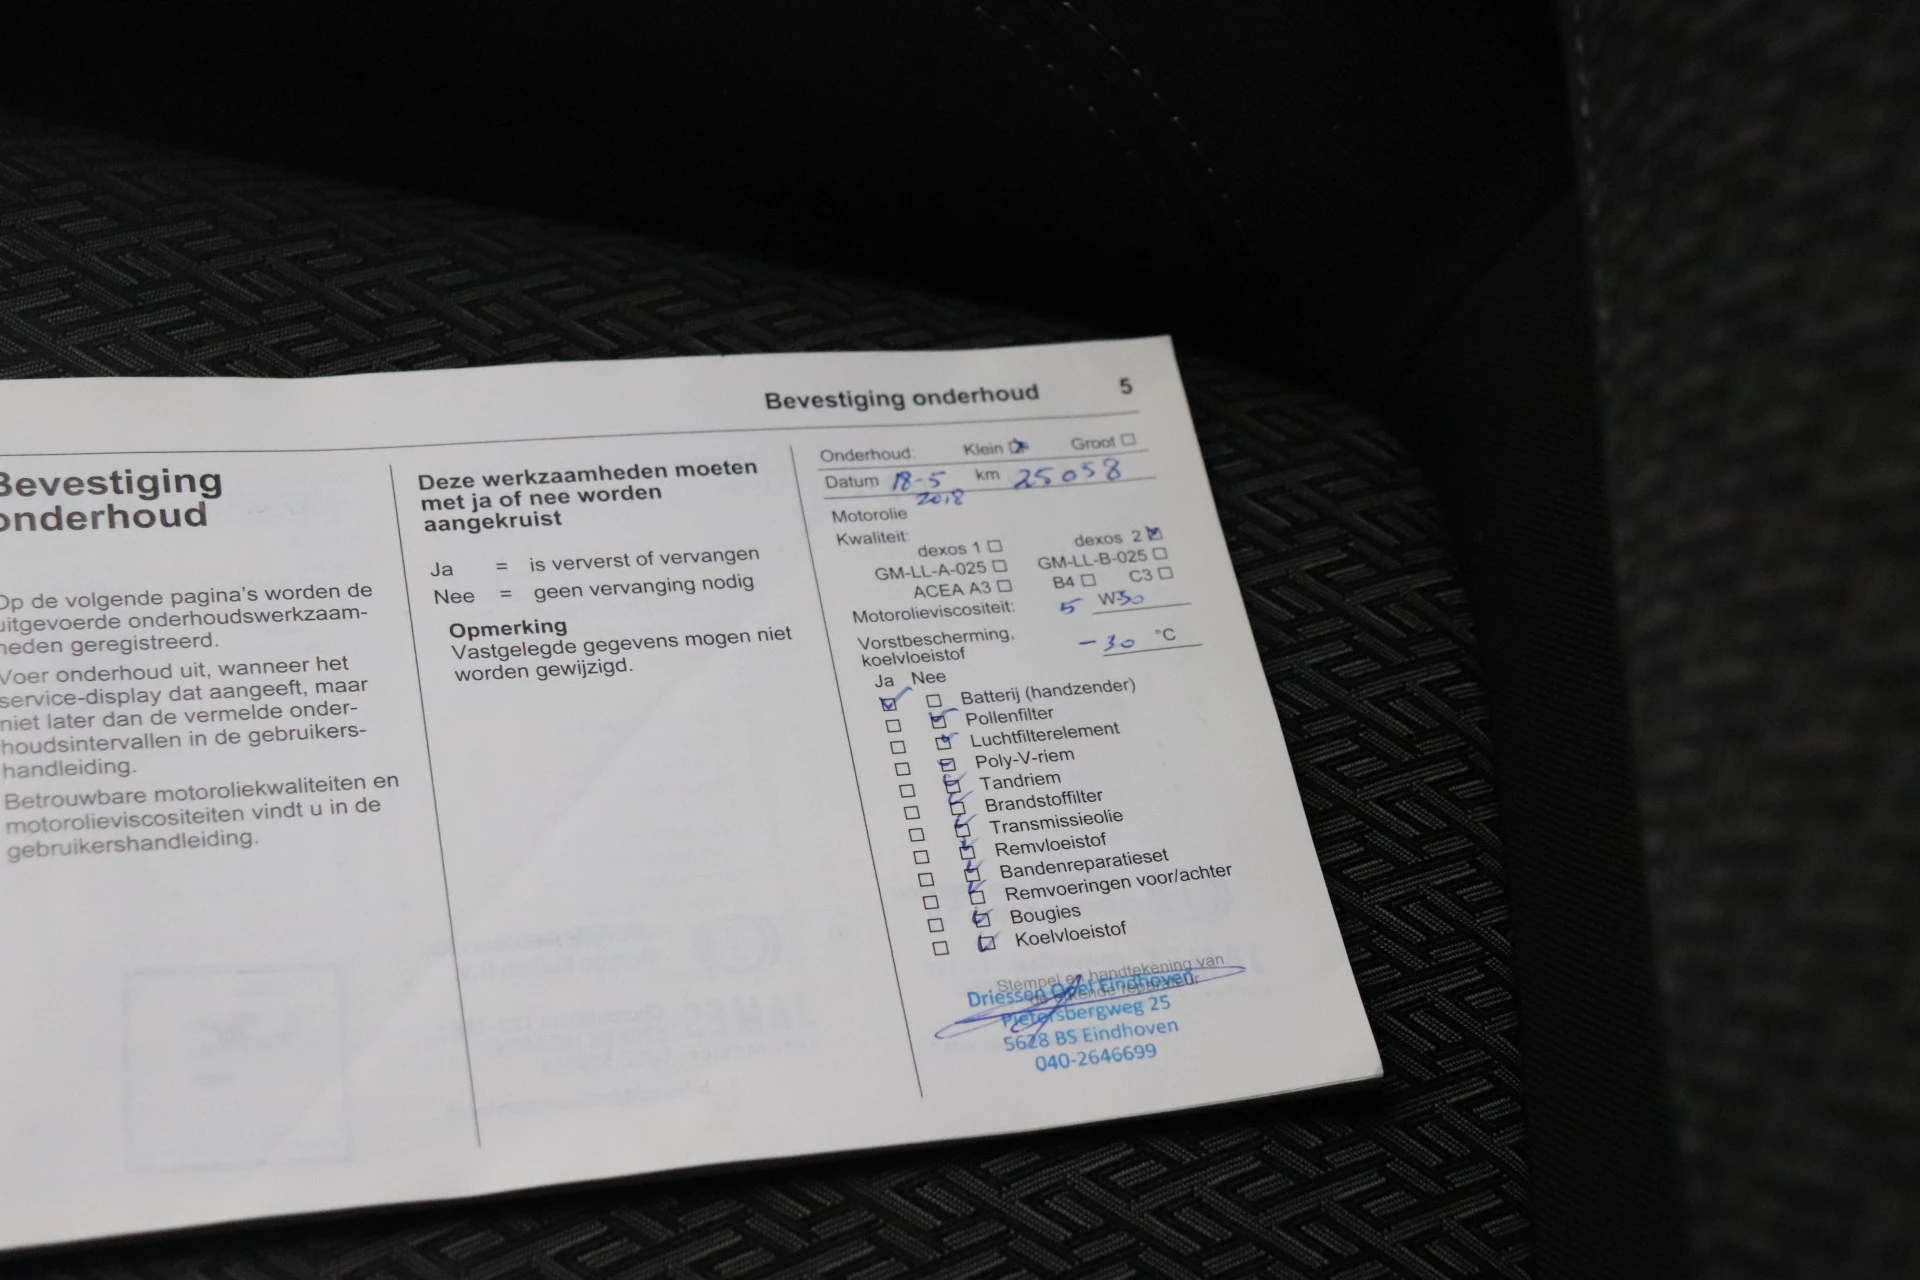 Bevestiging onderhoud 5
Bevestiging
onderhoud
Op de volgende pagina's worden de
uitgevoerde onderhoudswerkzaam-
heden geregistreerd.
Voer onderhoud uit, wanneer het
service-display dat aangeeft, maar
niet later dan de vermelde onder-
houdsintervallen in de gebruikers-
handleiding.
Betrouwbare motoroliekwaliteiten en
motorolieviscositeiten vindt u in de
gebruikershandleiding.
Deze werkzaamheden moeten
met ja of nee worden
aangekruist
Ja = is ververst of vervangen
Nee = geen vervanging nodig
Opmerking
Vastgelegde gegevens mogen niet
worden gewijzigd.
Onderhoud: Klein Groot
Datum 18-5 km 25058
2018
Motorolie
Kwaliteit:
dexos 1 dexos 2
GM-LL-A-025 GM-LL-B-025
ACEA A3 B4 C3
Motorolieviscositeit: 5 W30
Vorstbescherming,
koelvloeistof -30 °C
Ja Nee
Batterij (handzender)
Pollenfilter
Luchtfilterelement
Poly-V-riem
Tandriem
Brandstoffilter
Transmissieolie
Remvloeistof
Bandenreparatieset
Remvoeringen voor/achter
Bougies
Koelvloeistof
Stempel en handtekening van
Driessen Opel Eindhoven
Pietersbergweg 25
5628 BS Eindhoven
040-2646699